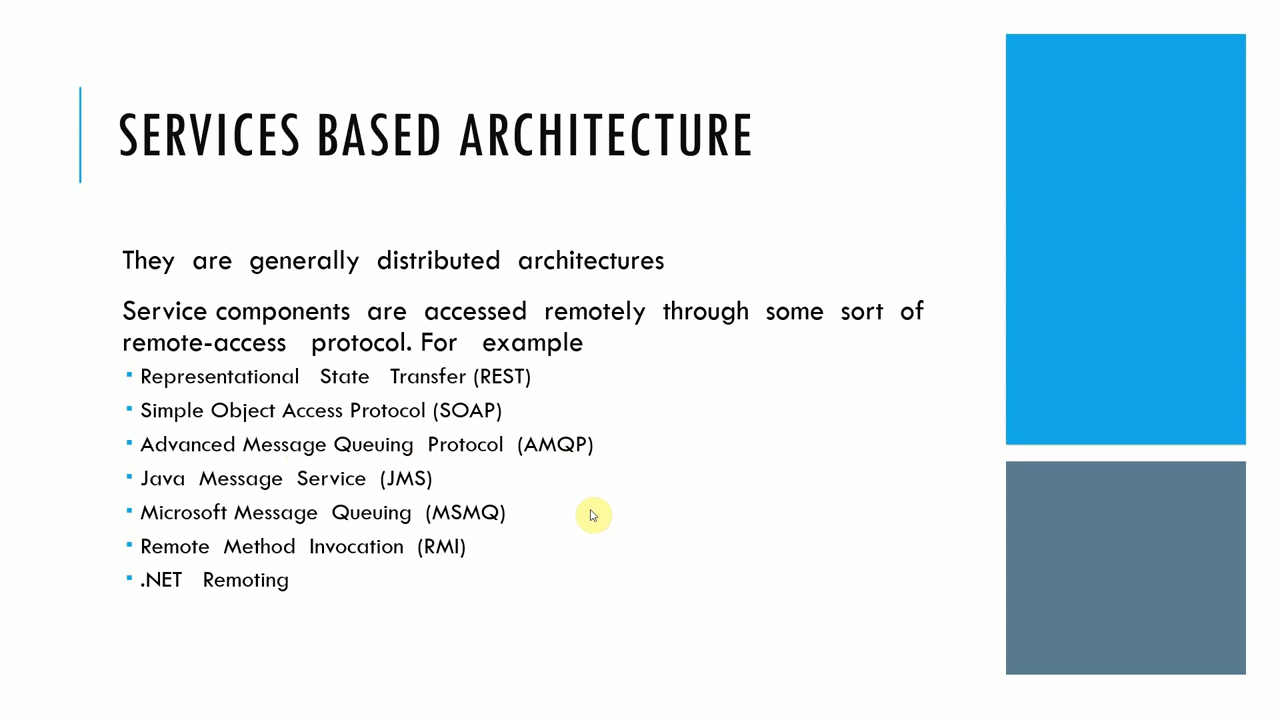 SERVICES BASED ARCHITECTURE
They are generally distributed architectures
Service components are accessed remotely through some sort of
remote-access protocol. For example
Representational State Transfer (REST)
Simple Object Access Protocol (SOAP)
Advanced Message Queuing Protocol (AMQP)
Java Message Service (JMS)
Microsoft Message Queuing (MSMQ)
Remote Method Invocation (RMI)
.NET Remoting